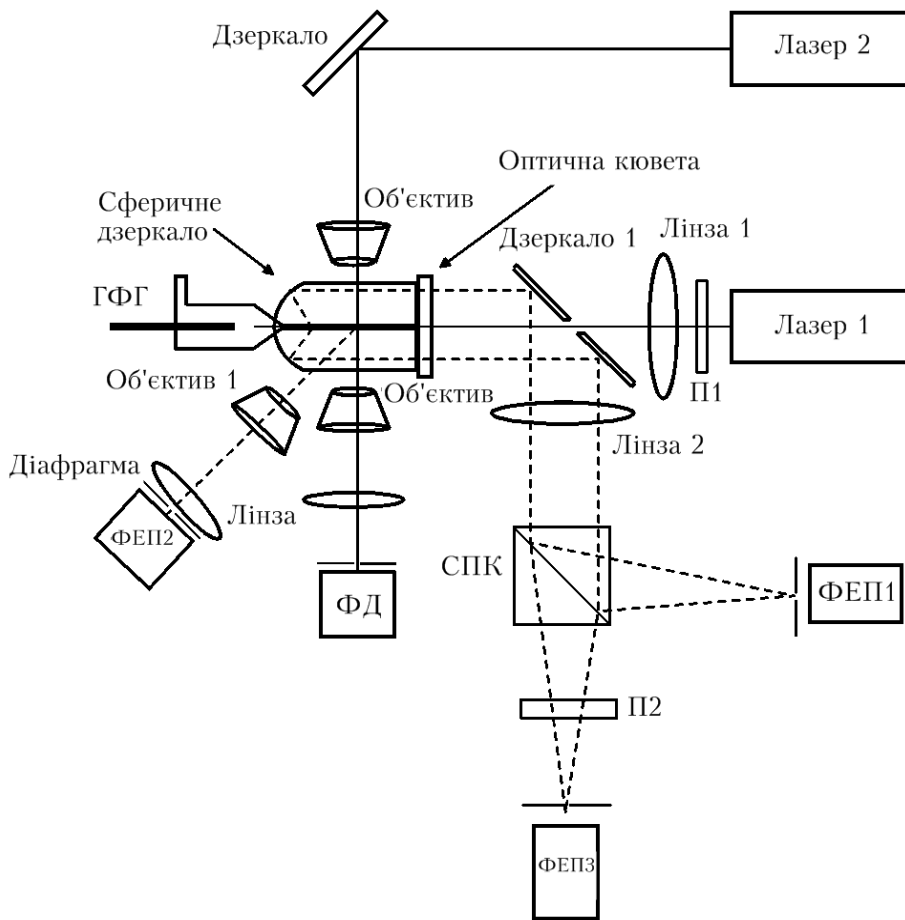 Дзеркало
Лазер 2
Оптична кювета
Об'єктив
Сферичне
дзеркало
Дзеркало 1
Лінза 1
ГФГ
Лазер 1
Об'єктив 1
Об'єктив
П1
Лінза 2
Діафрагма
Лінза
ФЕП2
СПК
ФД
ФЕП1
П2
ФЕП3